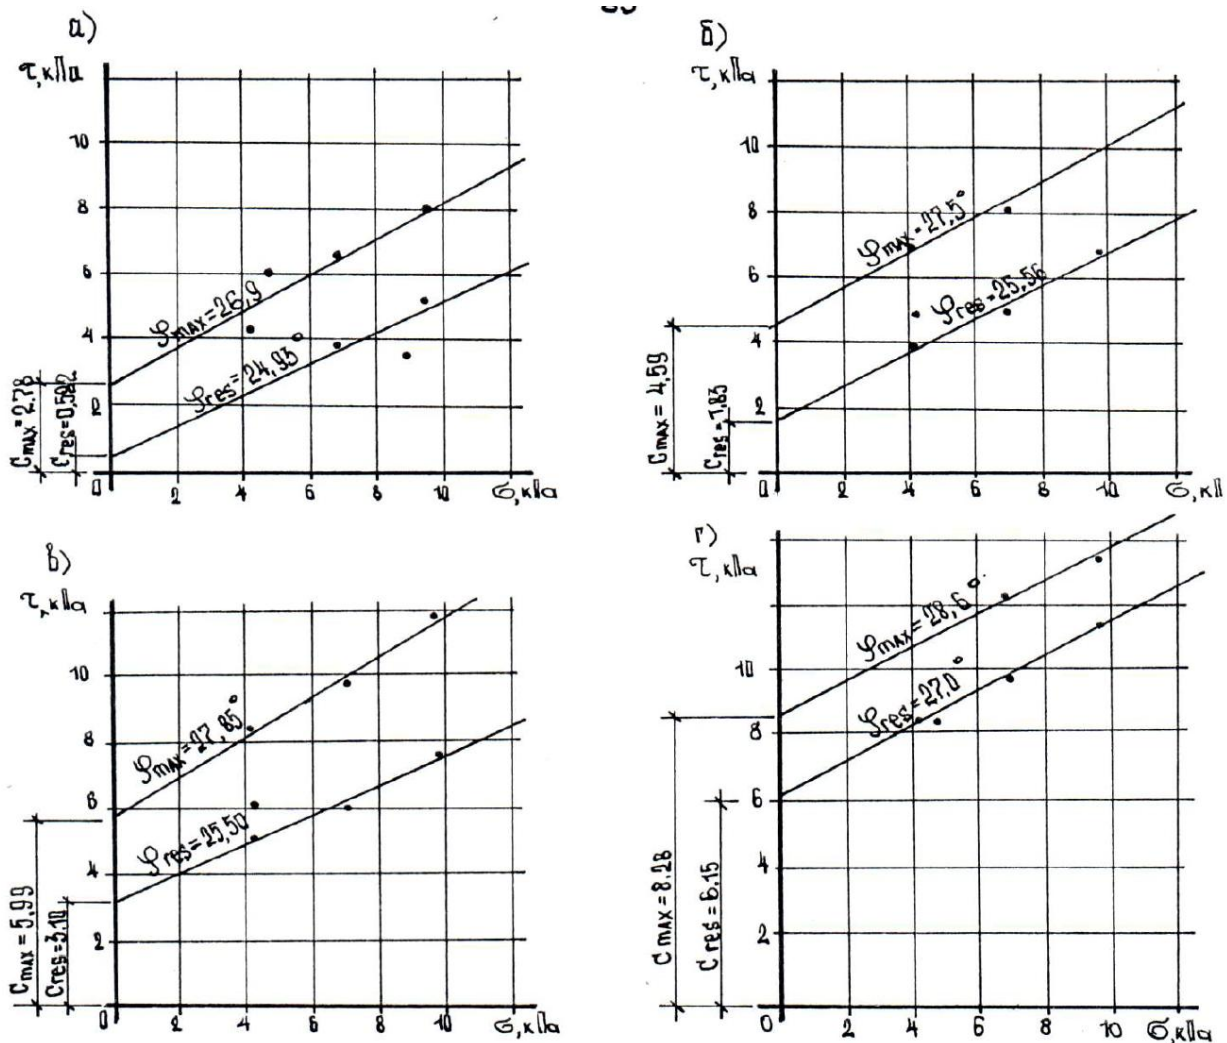 а)
τ, кПа
10
8
6
4
2
0
2
4
6
8
10
σ, кПа
φmax=26,9
φres=24,93°
Cmax=2.78
Cres=0,582
б)
τ, кПа
10
8
6
4
2
0
2
4
6
8
10
σ, кП
φmax=27,5°
φres=25,56
Cmax=4,59
Cres=1,83
в)
τ, кПа
10
8
6
4
2
0
2
4
6
8
10
σ, кПа
φmax=27,85°
φres=25,50
Cmax=5,99
Cres=3.10
г)
τ, кПа
10
8
6
4
2
0
2
4
6
8
10
σ, кПа
φmax=28,6°
φres=27,0°
Cmax=8.28
Cres=6.15